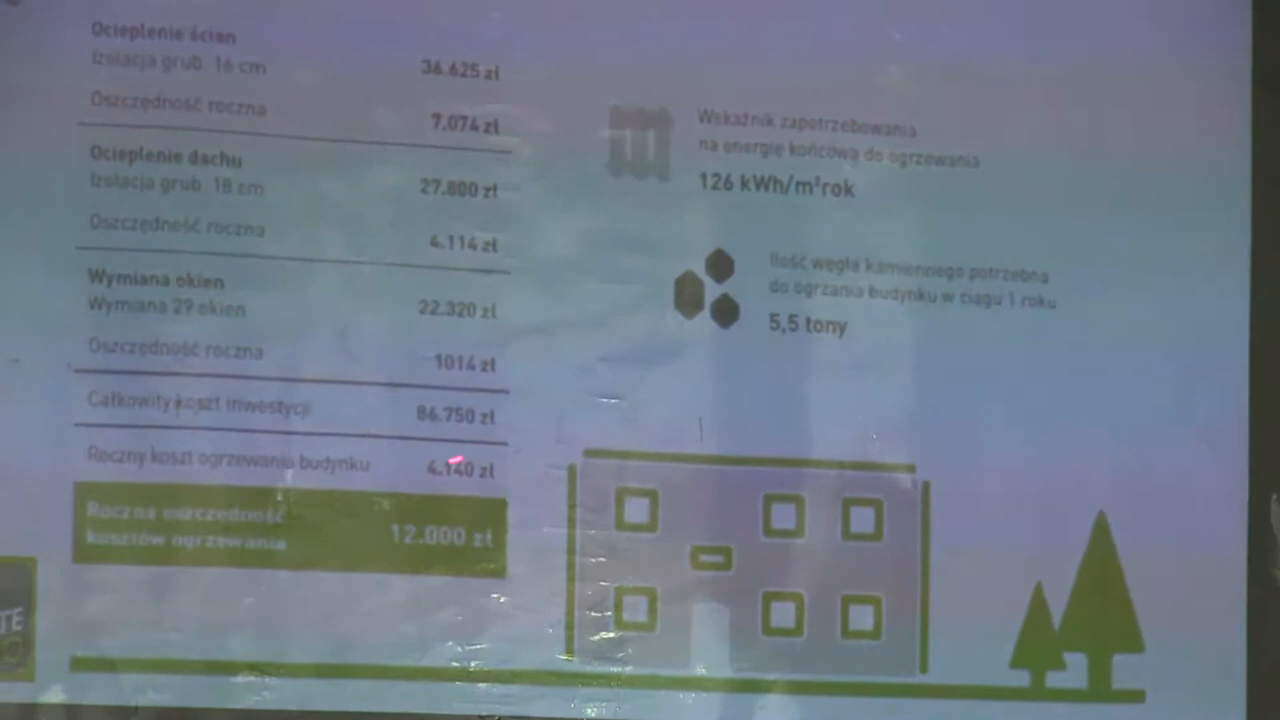 Ocieplenie ścian
Izolacja grub. 16 cm 36.625 zł
Oszczędność roczna 7.074 zł
Ocieplenie dachu
Izolacja grub. 18 cm 27.800 zł
Oszczędność roczna 4.114 zł
Wymiana okien
Wymiana 29 okien 22.320 zł
Oszczędność roczna 1014 zł
Całkowity koszt inwestycji 86.750 zł
Roczny koszt ogrzewania budynku 4.140 zł
Roczna oszczędność
kosztów ogrzewania 12.000 zł
Wskaźnik zapotrzebowania
na energię końcową do ogrzewania
126 kWh/m²rok
Ilość węgla kamiennego potrzebna
do ogrzania budynku w ciągu 1 roku
5,5 tony
TE